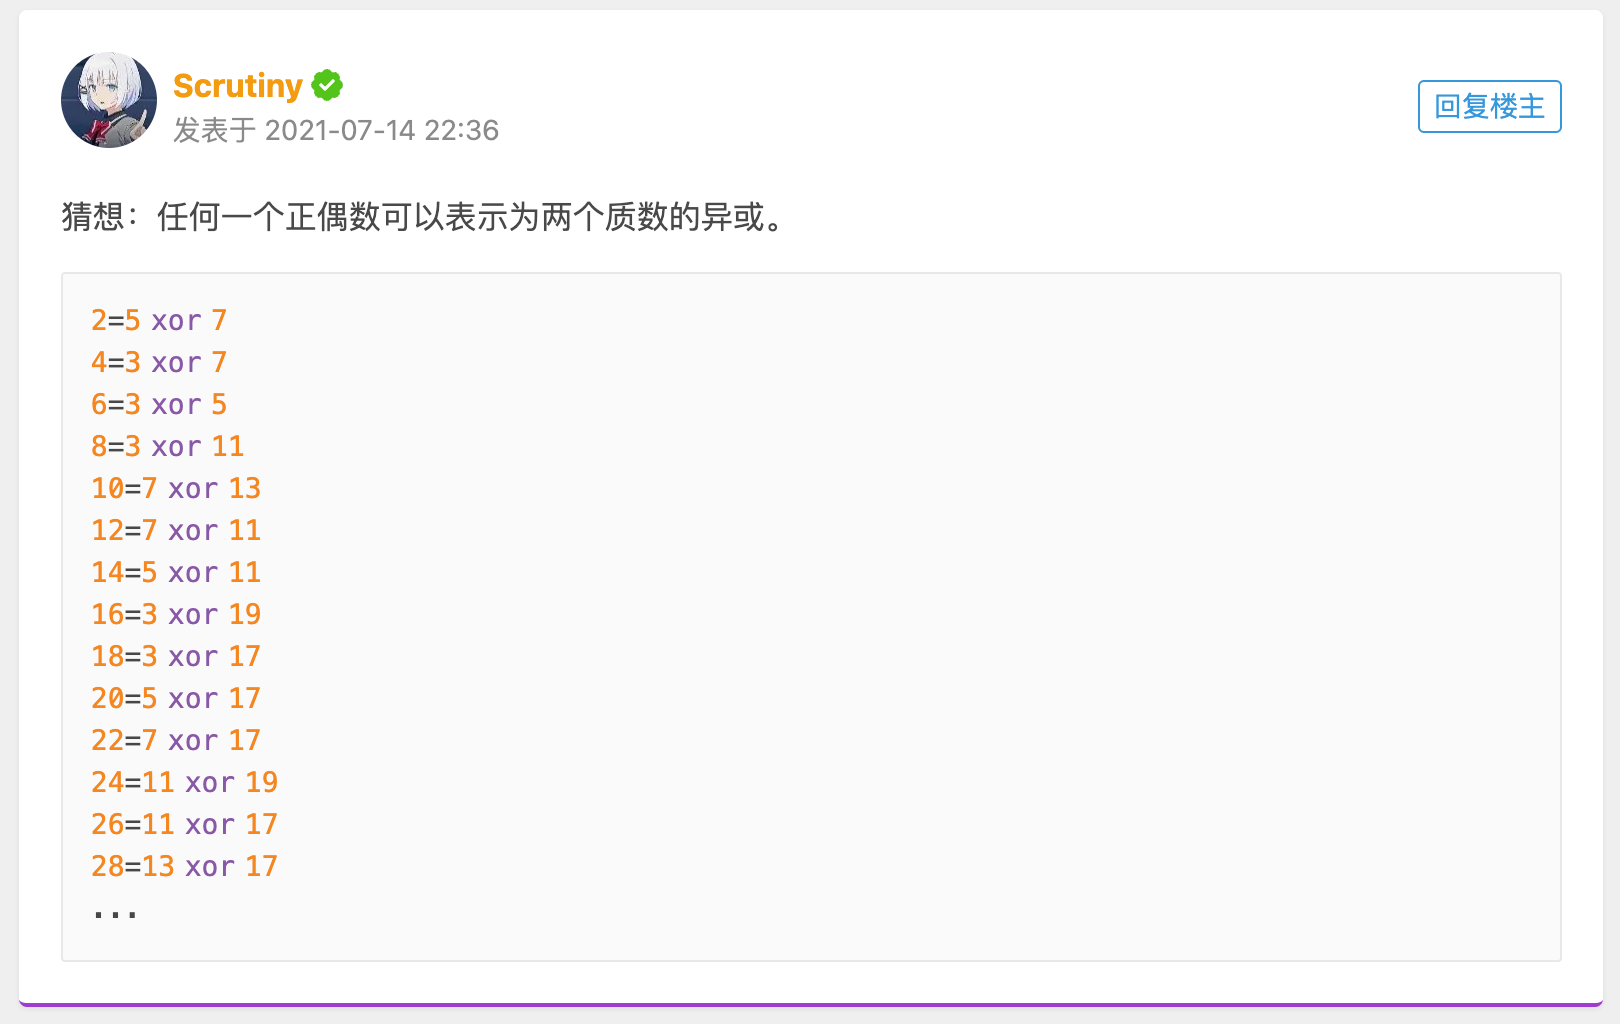 Scrutiny
发表于 2021-07-14 22:36
回复楼主
猜想：任何一个正偶数可以表示为两个质数的异或。
2=5 xor 7
4=3 xor 7
6=3 xor 5
8=3 xor 11
10=7 xor 13
12=7 xor 11
14=5 xor 11
16=3 xor 19
18=3 xor 17
20=5 xor 17
22=7 xor 17
24=11 xor 19
26=11 xor 17
28=13 xor 17
...